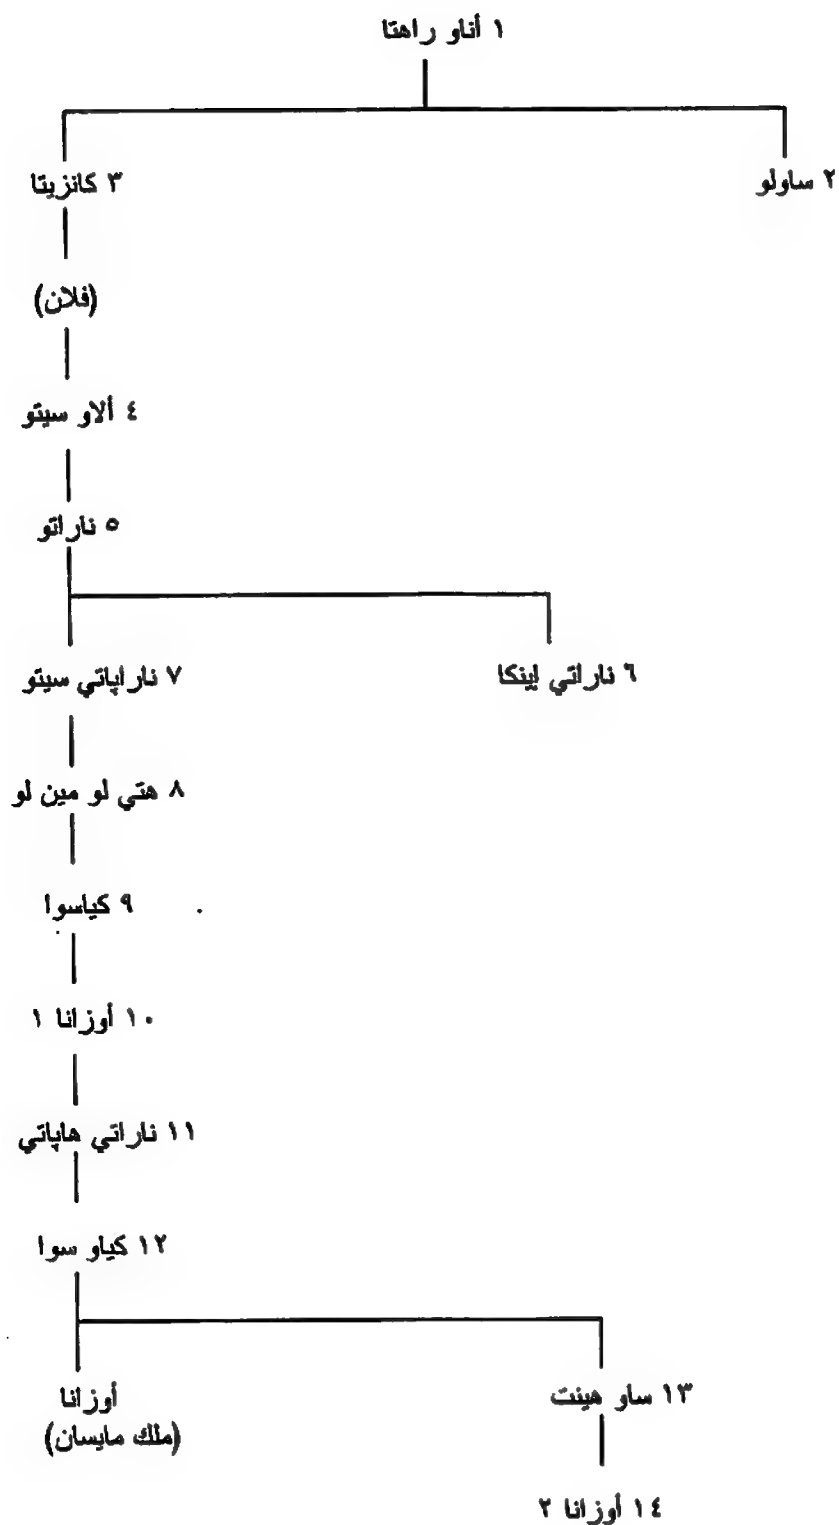 ١ أناو راهتا
٢ ساولو
٣ كانزيتا
(فلان)
٤ ألاو سيتو
٥ ناراتو
٦ ناراتي إينكا
٧ ناراپاتي سيتو
٨ هتي لو مين لو
٩ كياسوا
١٠ أوزانا ١
١١ ناراتي هاپاتي
١٢ كياو سوا
١٣ ساو هينت
أوزانا
(ملك مايسان)
١٤ أوزانا ٢